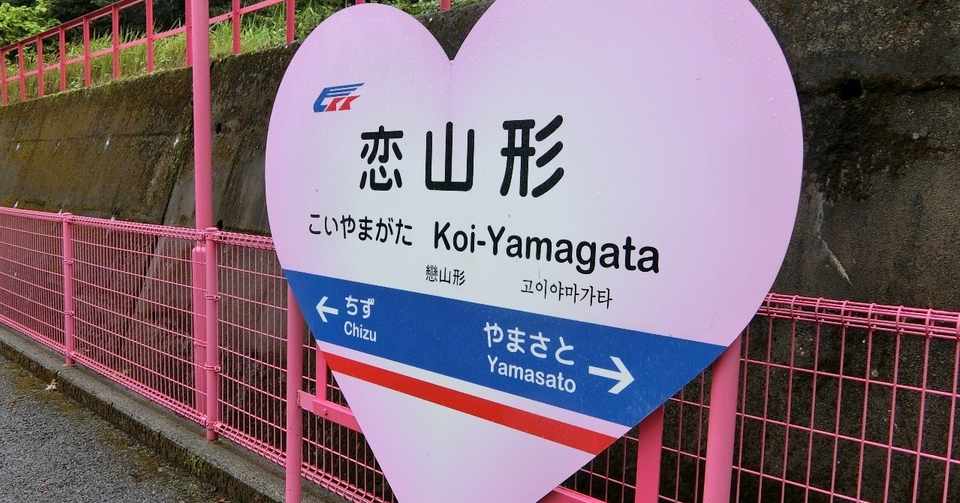 恋山形
こいやまがた Koi-Yamagata
戀山形 고이야마가타
← ちず やまさと →
Chizu Yamasato